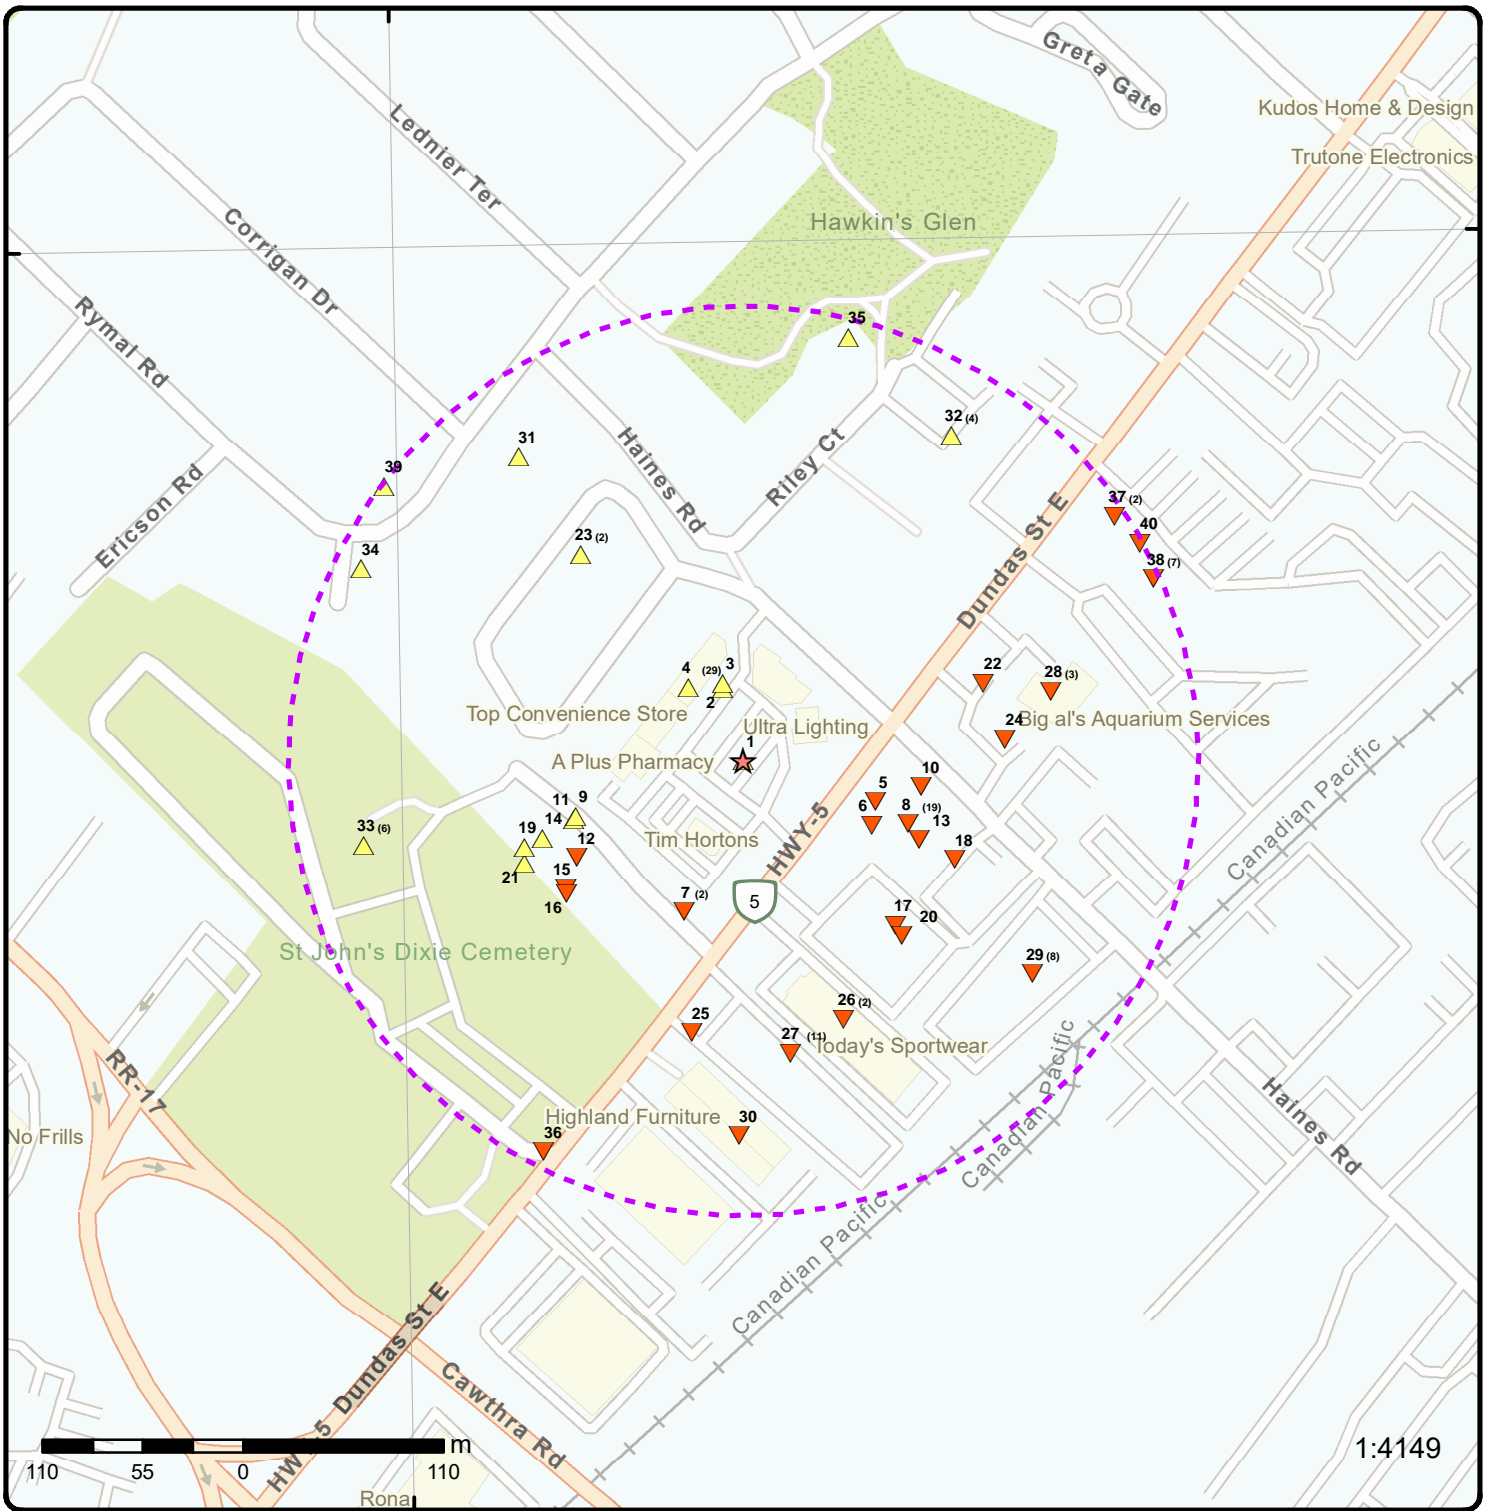 Greta Gate
Kudos Home & Design
Lednier Ter
Trutone Electronics
Corrigan Dr
Hawkin's Glen
Rymal Rd
35
32 (4)
31
Haines Rd
Riley Ct
39
Ericson Rd
37 (2)
40
34
23 (2)
38 (7)
Dundas St E
4
(29)
3
2
22
28 (3)
Top Convenience Store
Ultra Lighting
24
Big al's Aquarium Services
1
A Plus Pharmacy
10
5
11
9
6
8
(19)
HWY-5
Canadian Pacific
33 (6)
19
14
12
Tim Hortons
13
18
21
15
16
7 (2)
5
17
20
St John's Dixie Cemetery
29 (8)
25
26 (2)
27 (11)
Today's Sportwear
RR-17
Canadian Pacific
Highland Furniture
30
No Frills
36
Haines Rd
Canadian Pacific
Dundas St E
Cawthra Rd
m
1:4149
110
55
0
110
Rona